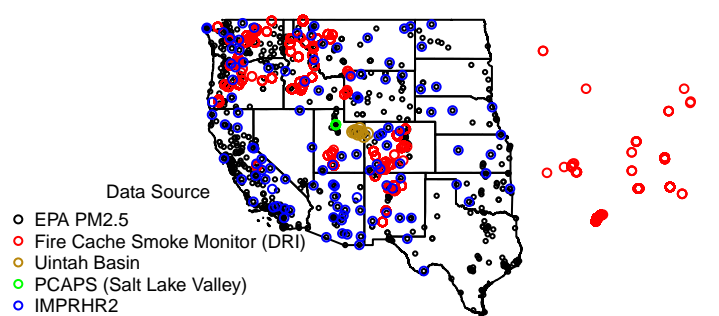 Data Source
EPA PM2.5
Fire Cache Smoke Monitor (DRI)
Uintah Basin
PCAPS (Salt Lake Valley)
IMPRHR2